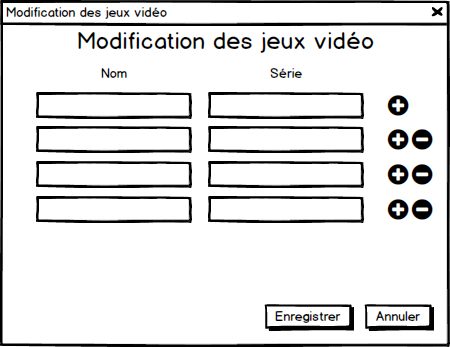 Modification des jeux vidéo
Modification des jeux vidéo
Nom Série
Enregistrer Annuler